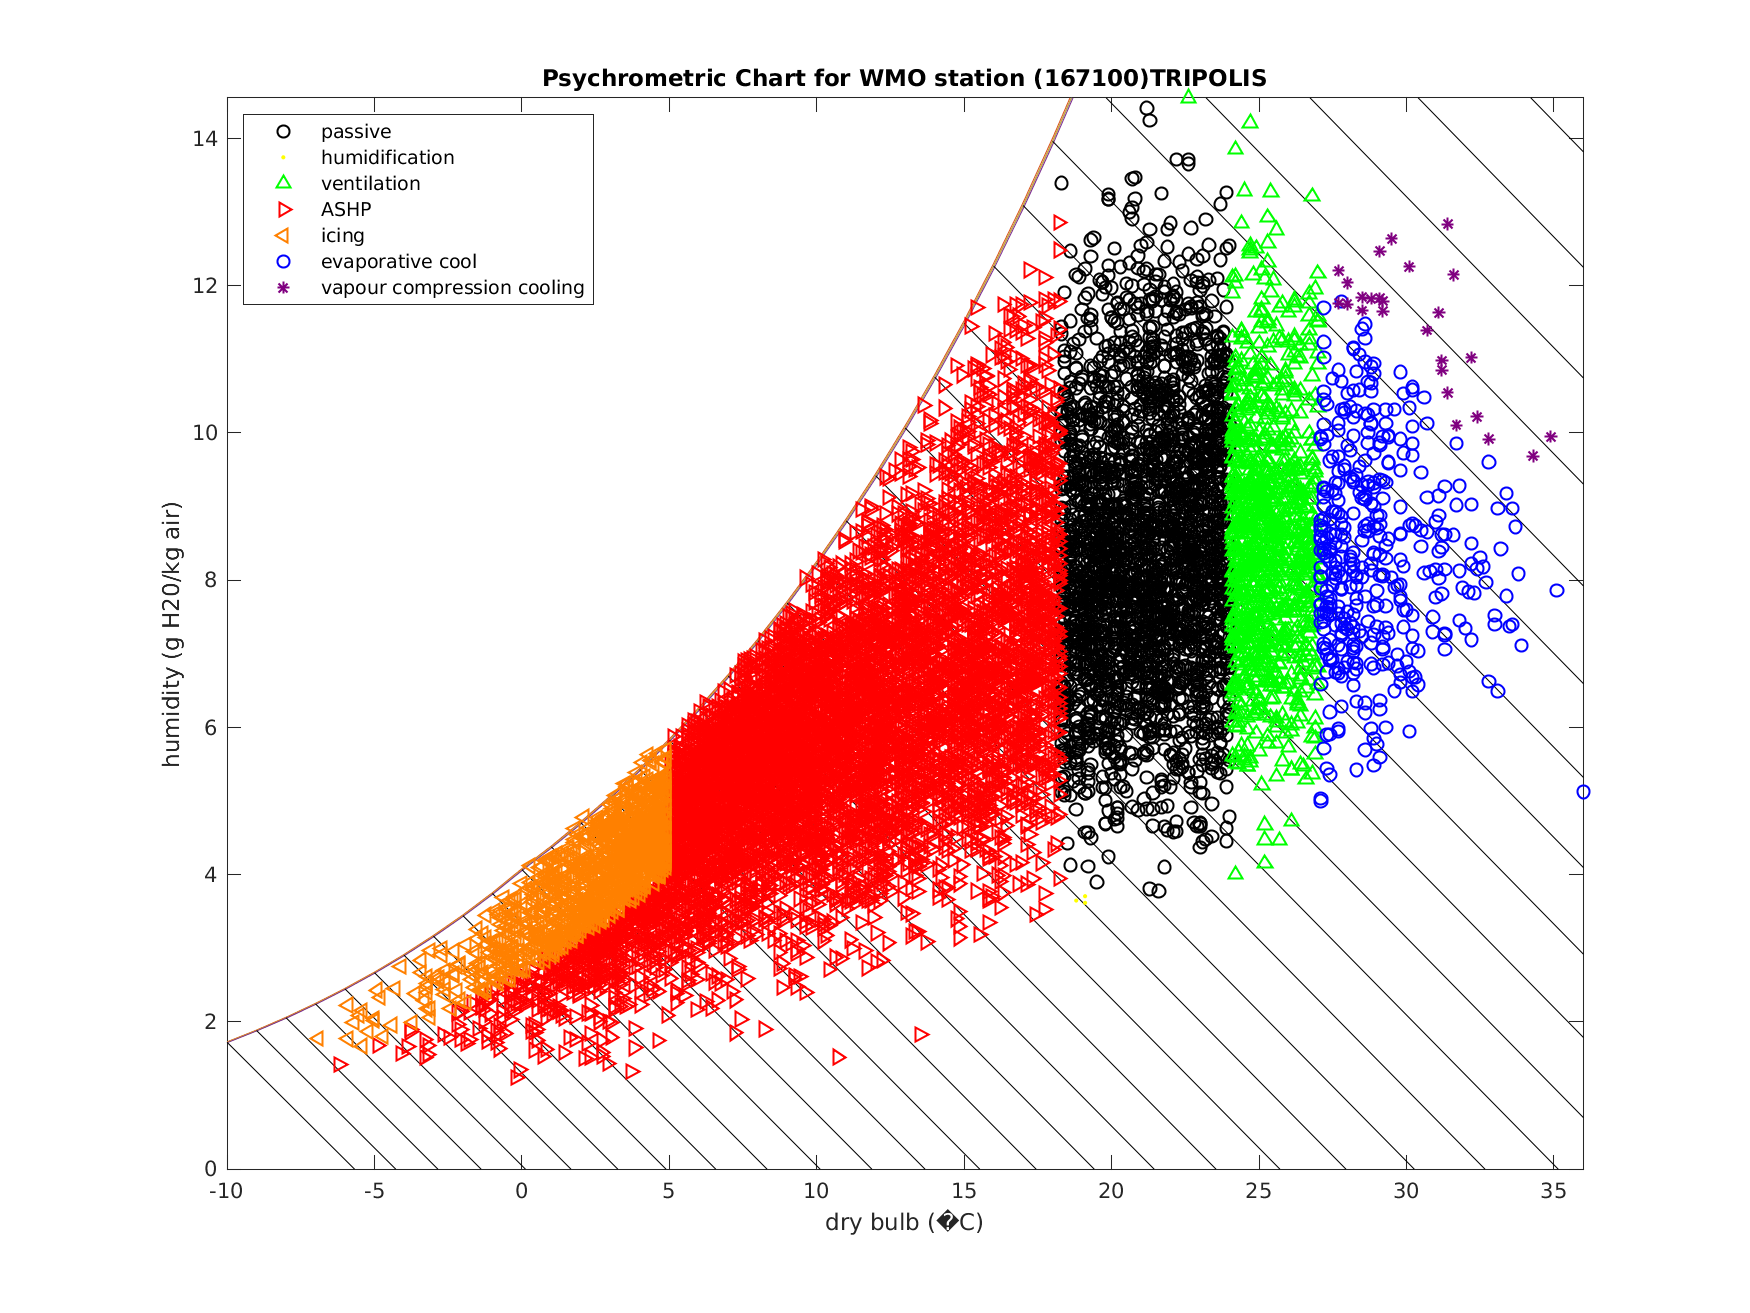 Psychrometric Chart for WMO station (167100)TRIPOLIS
passive
humidification
ventilation
ASHP
icing
evaporative cool
vapour compression cooling
humidity (g H20/kg air)
14
12
10
8
6
4
2
0
-10 -5 0 5 10 15 20 25 30 35
dry bulb (�C)